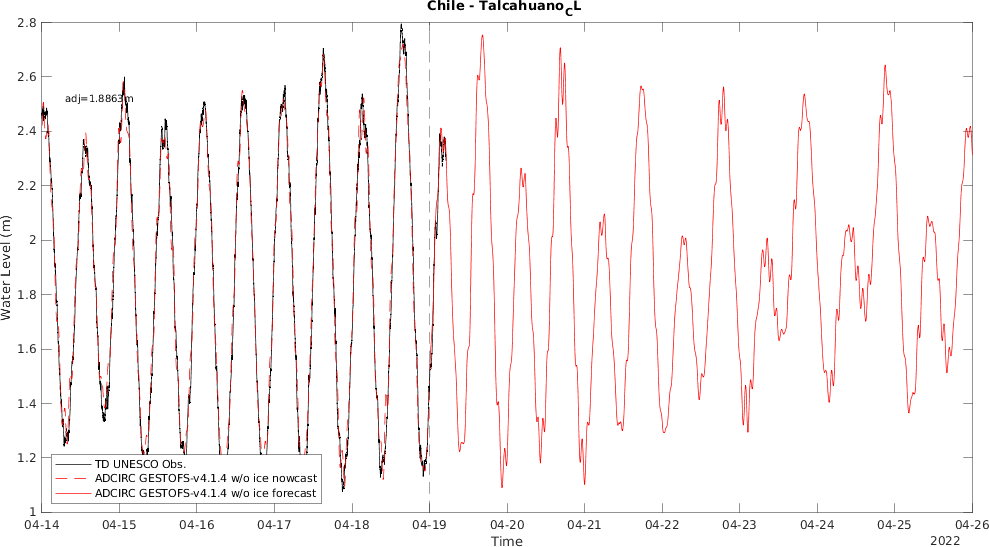 Chile - Talcahuano_CL
2.8
2.6
2.4
2.2
2
1.8
1.6
1.4
1.2
1
Water Level (m)
adj=1.8863m
TD UNESCO Obs.
ADCIRC GESTOFS-v4.1.4 w/o ice nowcast
ADCIRC GESTOFS-v4.1.4 w/o ice forecast
04-14 04-15 04-16 04-17 04-18 04-19 04-20 04-21 04-22 04-23 04-24 04-25 04-26
Time
2022